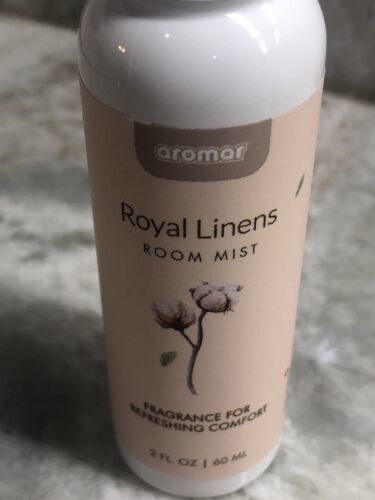 aromar
Royal Linens
ROOM MIST
FRAGRANCE FOR
REFRESHING COMFORT
2 FL. OZ | 60 ML